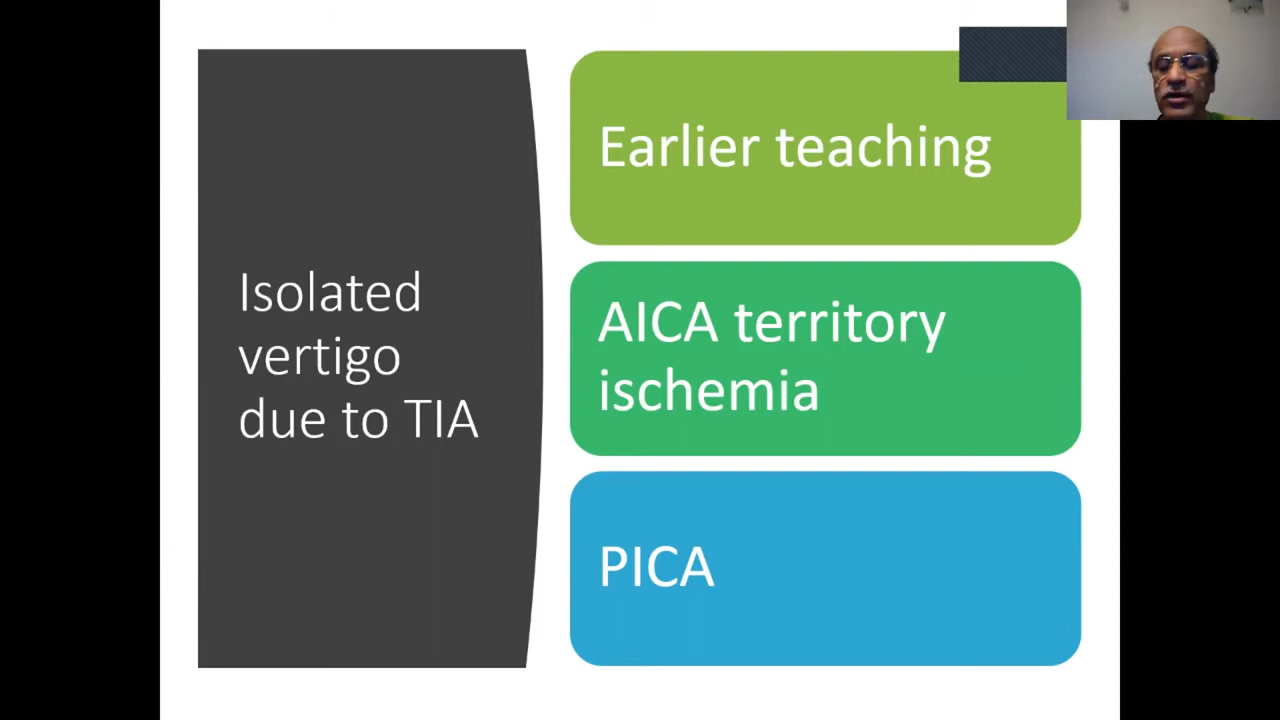 Isolated
vertigo
due to TIA
Earlier teaching
AICA territory
ischemia
PICA